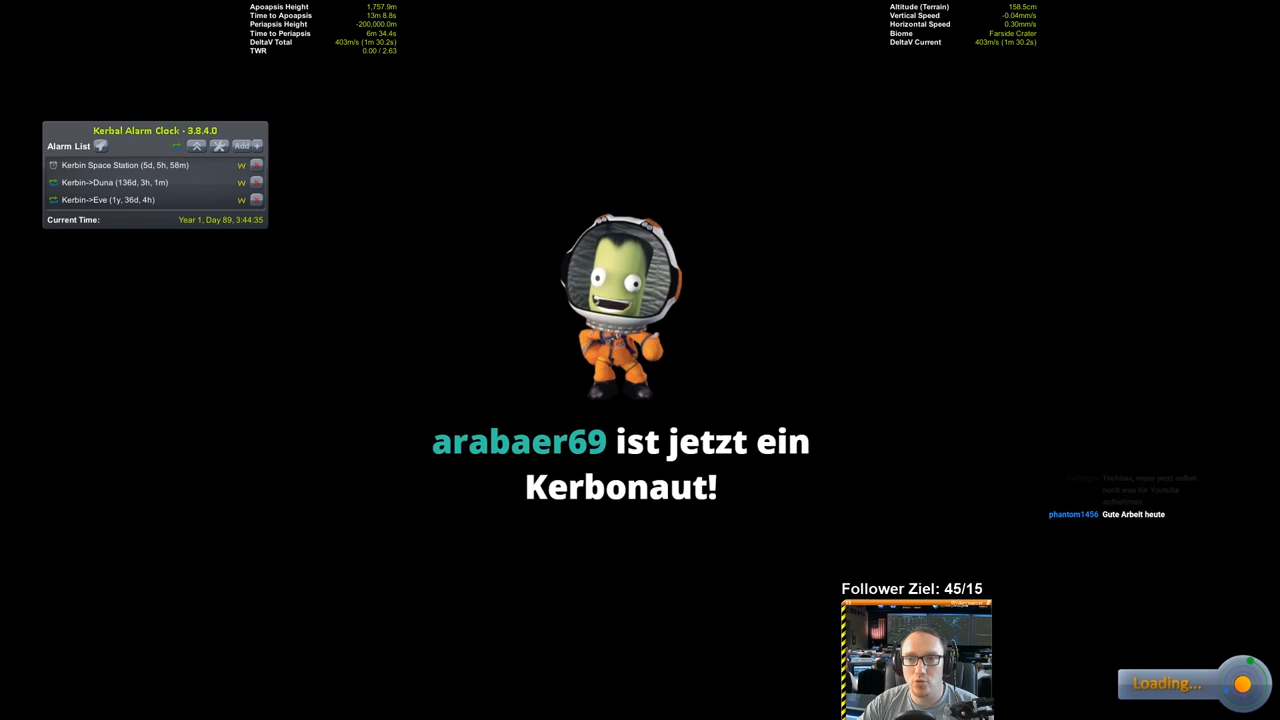 Apoapsis Height 1,757.9m
Time to Apoapsis 13m 8.8s
Periapsis Height -200,000.0m
Time to Periapsis 6m 34.4s
DeltaV Total 403m/s (1m 30.2s)
TWR 0.00 / 2.63
Altitude (Terrain) 158.5cm
Vertical Speed -0.04mm/s
Horizontal Speed 0.30mm/s
Biome Farside Crater
DeltaV Current 403m/s (1m 30.2s)
Kerbal Alarm Clock - 3.8.4.0
Alarm List Add +
Kerbin Space Station (5d, 5h, 58m) W
Kerbin->Duna (136d, 3h, 1m) W
Kerbin->Eve (1y, 36d, 4h) W
Current Time: Year 1, Day 89, 3:44:35
arabaer69 ist jetzt ein
Kerbonaut!
phantom1456 Gute Arbeit heute
Follower Ziel: 45/15
Loading...